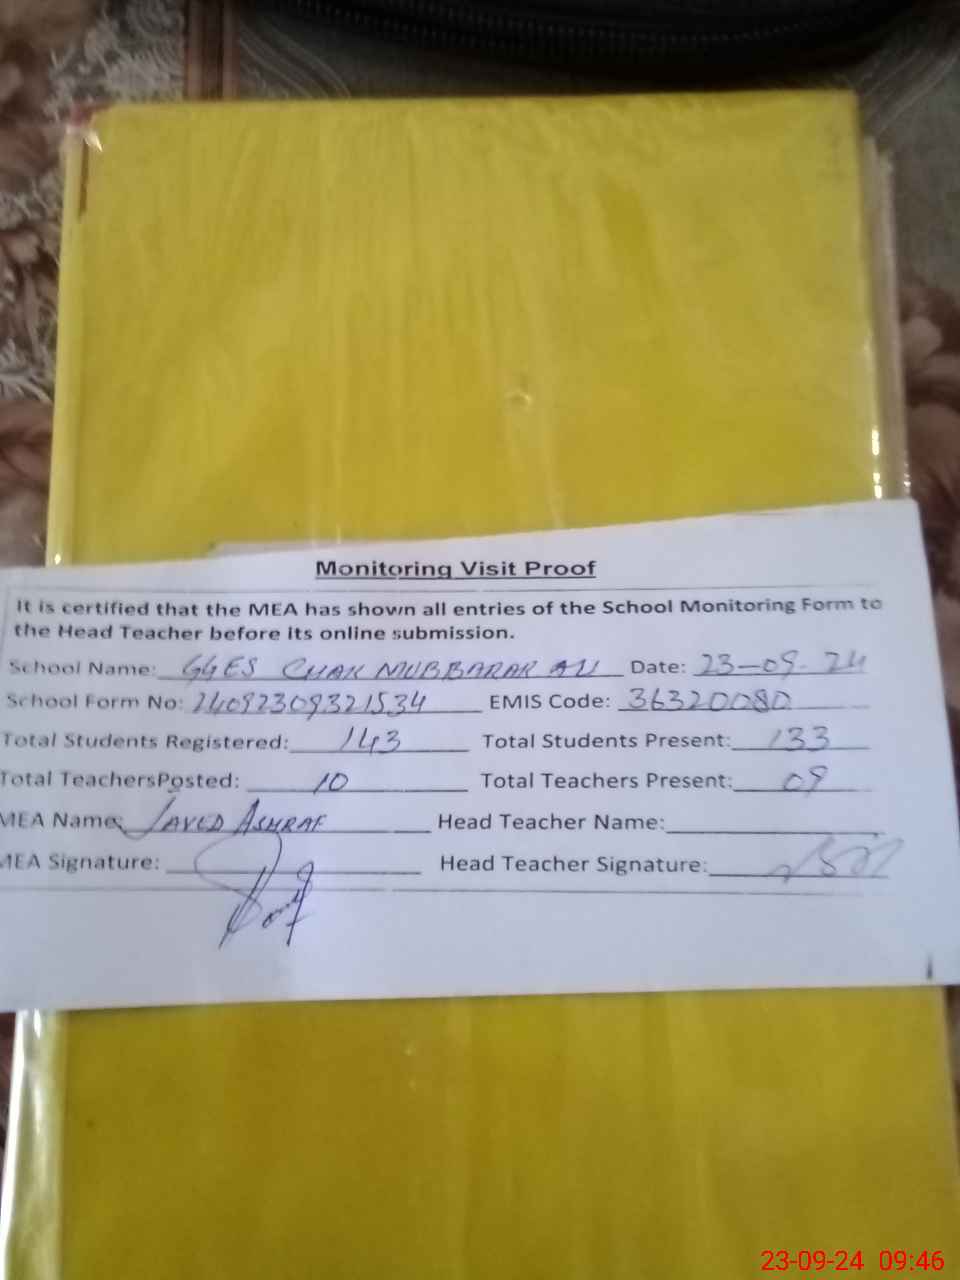 Monitoring Visit Proof
It is certified that the MEA has shown all entries of the School Monitoring Form to
the Head Teacher before its online submission.
School Name: GGES CHAK MUBBARAK ALI Date: 23-09-24
School Form No: 24092309321534 EMIS Code: 36320080
Total Students Registered: 143 Total Students Present: 133
Total TeachersPosted: 10 Total Teachers Present: 09
MEA Name: JAVED ASHRAF Head Teacher Name:
MEA Signature: Head Teacher Signature:
23-09-24 09:46